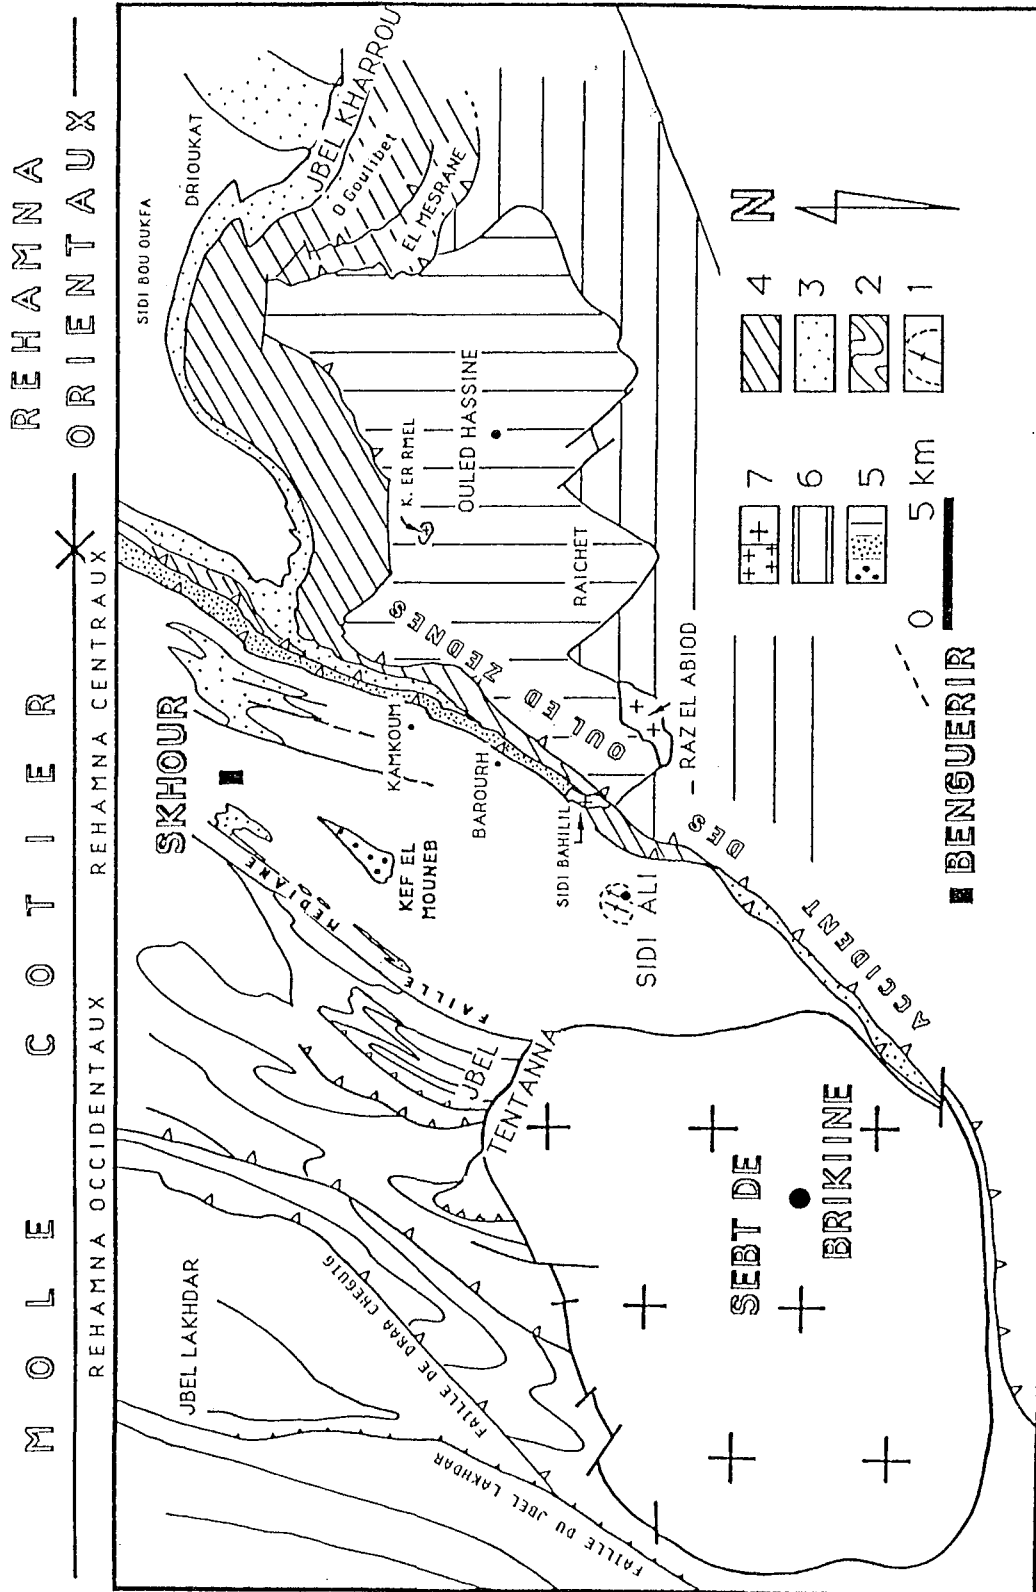 MOLE COTIER
REHAMNA
ORIENTAUX
REHAMNA OCCIDENTAUX
REHAMNA CENTRAUX
SIDI BOU OUKFA
DRIOUKAT
JBEL KHARROU
O Goulibet
EL MESRANE
JBEL LAKHDAR
SKHOUR
FAILLE MEDIANE
KEF EL
MOUNEB
KAMKOUM
BAROURH
K. ER RMEL
OULED HASSINE
RAICHET
FAILLE DE DRAA CHEGUIG
FAILLE DU JBEL LAKHDAR
JBEL
TENTANNA
SIDI BAHILIL
SIDI ALI
RAZ EL ABIOD
ACCIDENT DES OULED ZEDNES
SEBT DE
BRIKIINE
BENGUERIR
N
7
4
6
3
5
2
1
0 5 km